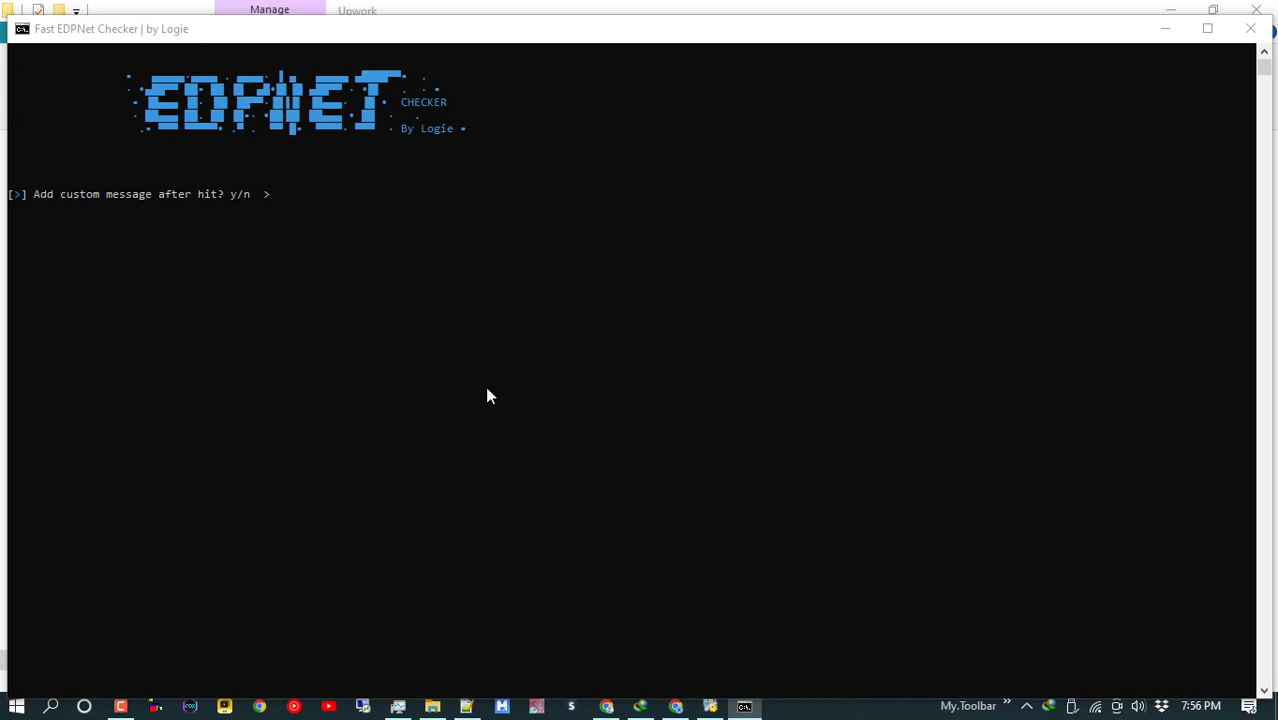 Manage
Upwork
Fast EDPNet Checker | by Logie
EDPNET
CHECKER
By Logie
[>] Add custom message after hit? y/n >
My.Toolbar
7:56 PM